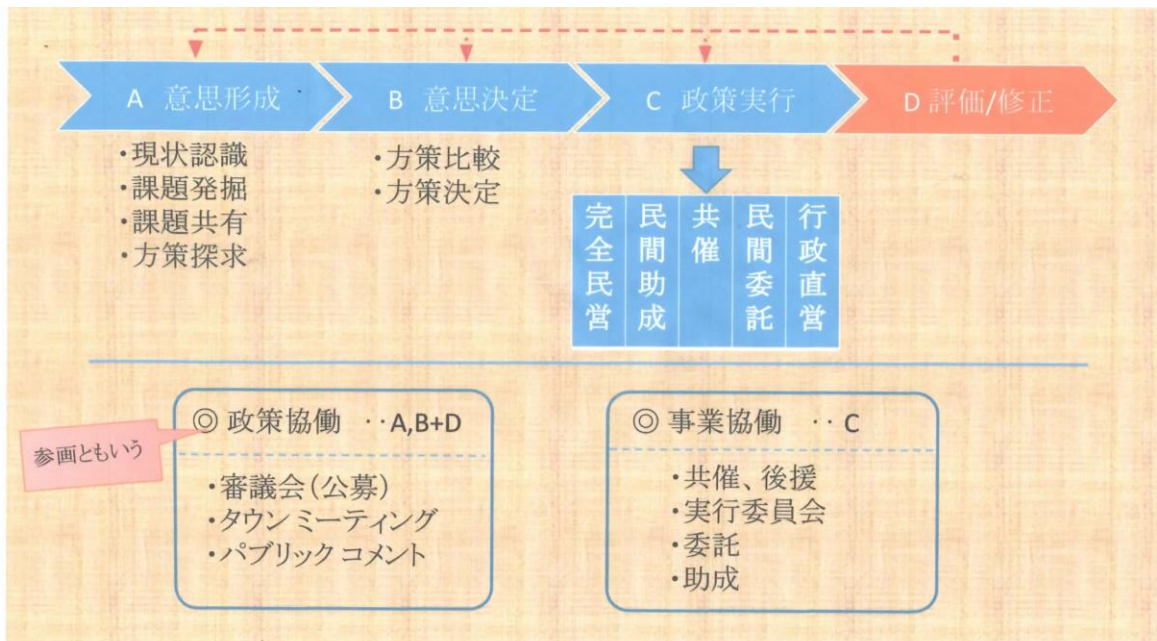 A 意思形成
B 意思決定
C 政策実行
D 評価/修正
・現状認識
・課題発掘
・課題共有
・方策探求
・方策比較
・方策決定
完全民営
民間助成
共催
民間委託
行政直営
参画ともいう
◎ 政策協働 ‥A,B+D
・審議会(公募)
・タウンミーティング
・パブリックコメント
◎ 事業協働 ‥ C
・共催、後援
・実行委員会
・委託
・助成